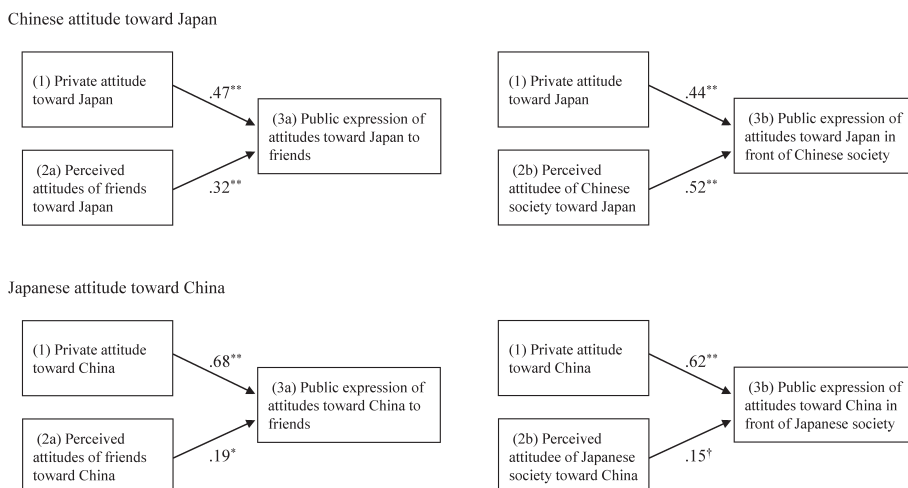 Chinese attitude toward Japan
(1) Private attitude
toward Japan
.47**
(3a) Public expression of
attitudes toward Japan to
friends
(2a) Perceived
attitudes of friends
toward Japan
.32**
(1) Private attitude
toward Japan
.44**
(3b) Public expression of
attitudes toward Japan in
front of Chinese society
(2b) Perceived
attitudee of Chinese
society toward Japan
.52**
Japanese attitude toward China
(1) Private attitude
toward China
.68**
(3a) Public expression of
attitudes toward China to
friends
(2a) Perceived
attitudes of friends
toward China
.19*
(1) Private attitude
toward China
.62**
(3b) Public expression of
attitudes toward China in
front of Japanese society
(2b) Perceived
attitudee of Japanese
society toward China
.15†